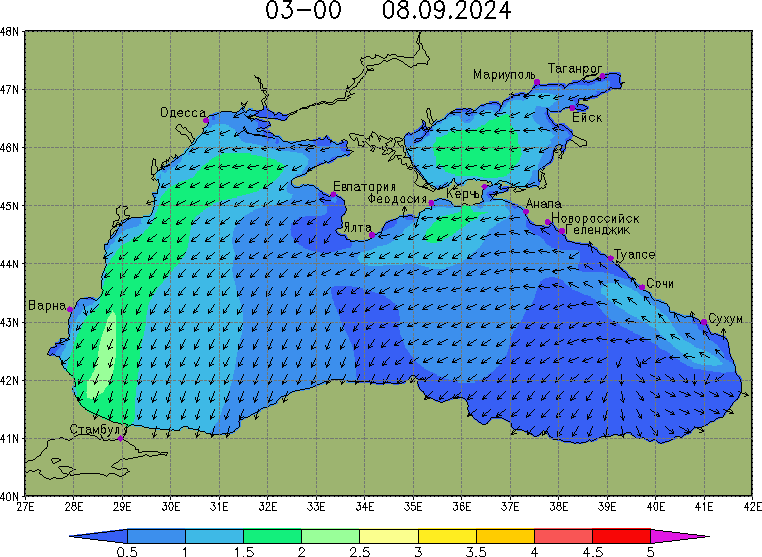 03-00 08.09.2024
48N
47N
46N
45N
44N
43N
42N
41N
40N
Мариуполь
Таганрог
Ейск
Одесса
Евпатория
Феодосия
Керчь
Ялта
Анапа
Новороссийск
Геленджик
Туапсе
Сочи
Сухум
Варна
Стамбул
27E 28E 29E 30E 31E 32E 33E 34E 35E 36E 37E 38E 39E 40E 41E 42E
0.5 1 1.5 2 2.5 3 3.5 4 4.5 5